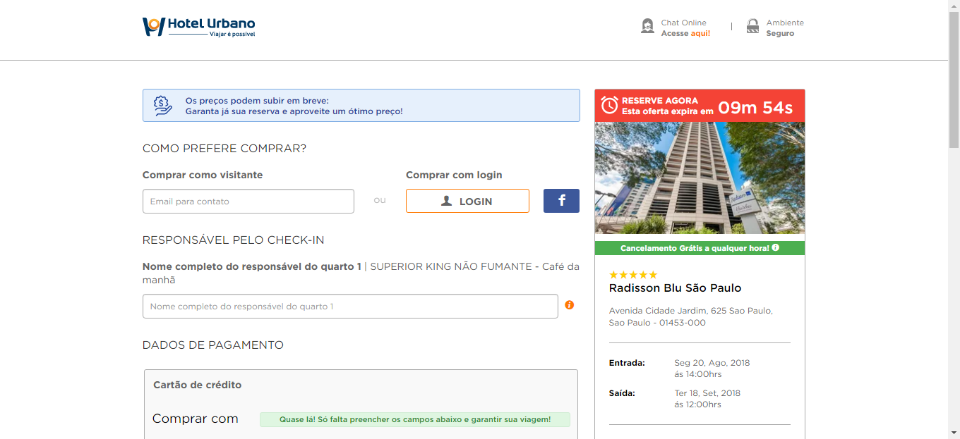 Hotel Urbano
Viajar é possível
Chat Online
Acesse aqui!
Ambiente
Seguro
Os preços podem subir em breve:
Garanta já sua reserva e aproveite um ótimo preço!
COMO PREFERE COMPRAR?
Comprar como visitante
Email para contato
OU
Comprar com login
LOGIN
f
RESPONSÁVEL PELO CHECK-IN
Nome completo do responsável do quarto 1 | SUPERIOR KING NÃO FUMANTE - Café da
manhã
Nome completo do responsável do quarto 1
DADOS DE PAGAMENTO
Cartão de crédito
Comprar com
Quase lá! Só falta preencher os campos abaixo e garantir sua viagem!
RESERVE AGORA
Esta oferta expira em 09m 54s
Cancelamento Grátis a qualquer hora!
Radisson Blu São Paulo
Avenida Cidade Jardim, 625 Sao Paulo,
Sao Paulo - 01453-000
Entrada: Seg 20, Ago, 2018
ás 14:00hrs
Saída: Ter 18, Set, 2018
ás 12:00hrs